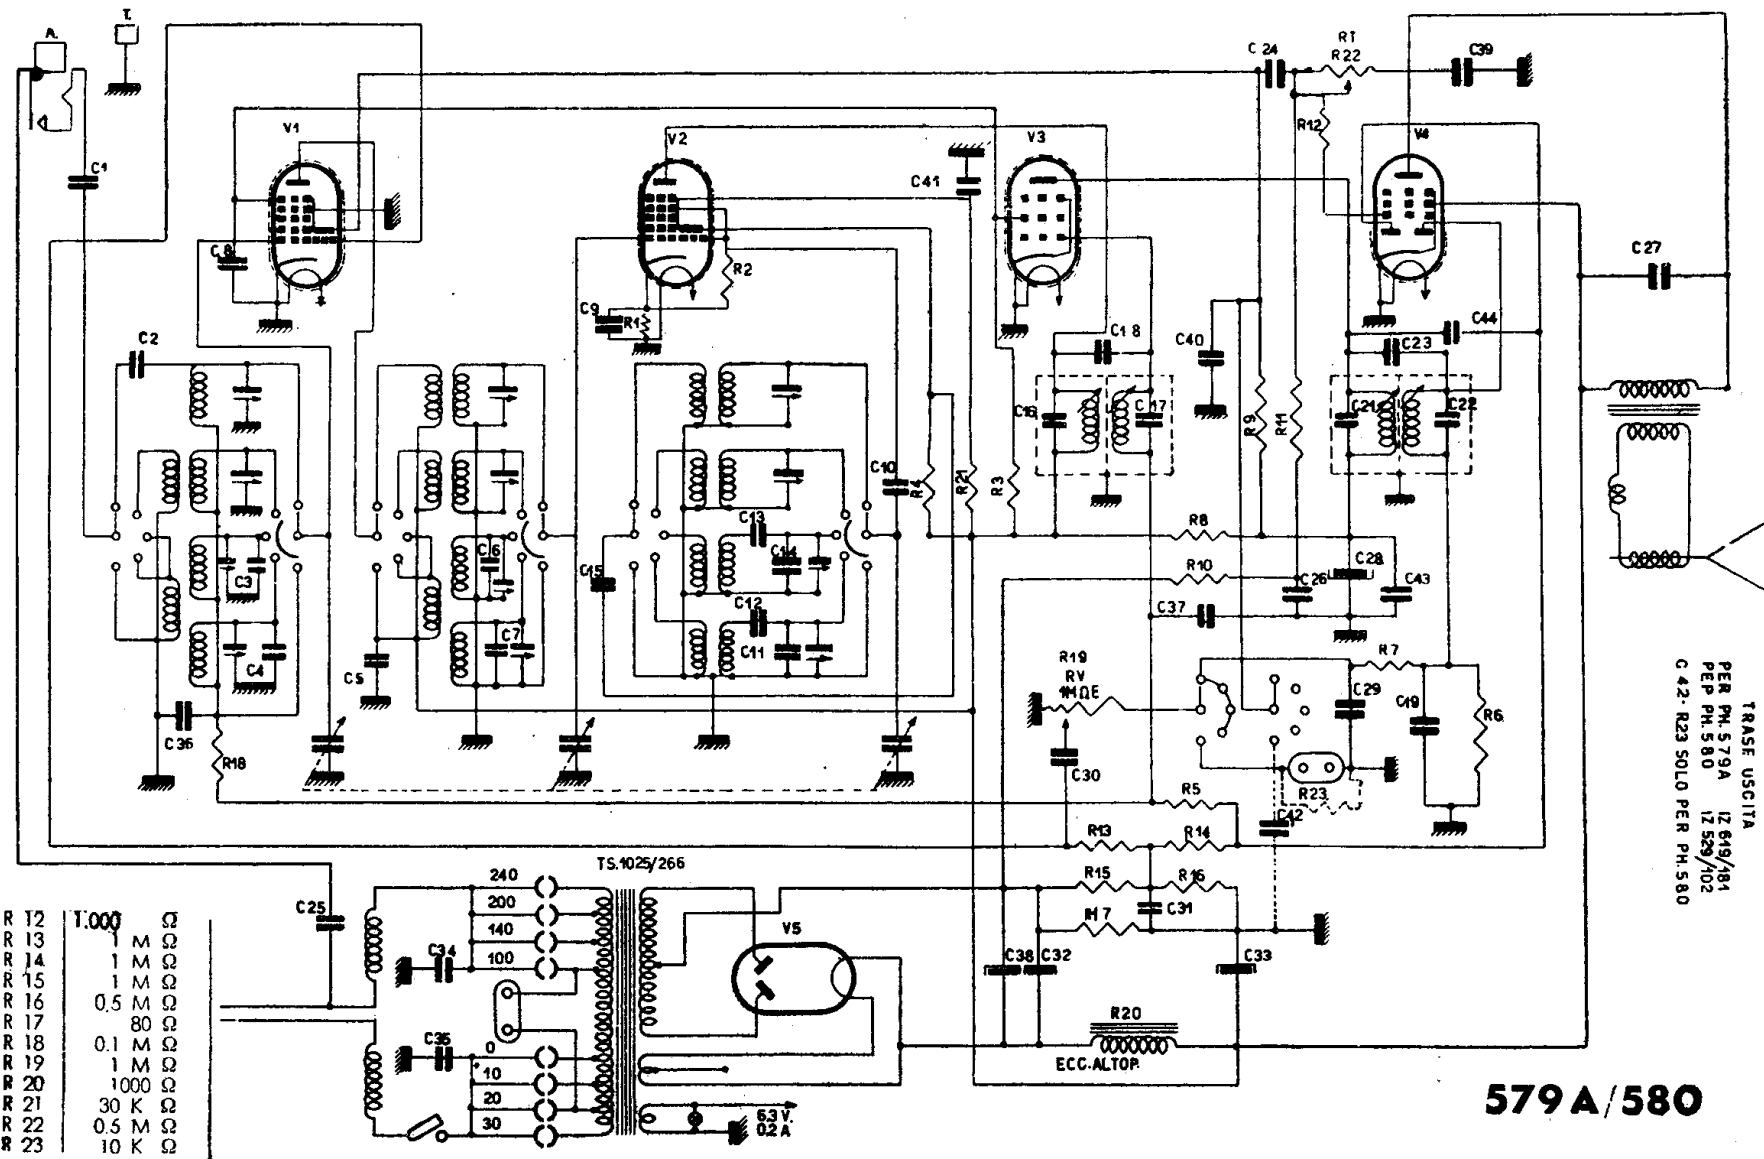 A.
T.
C1
V1
C8
V2
C9
R1
R2
C41
V3
C24
R1
R22
C39
R12
V4
C27
C2
C18
C40
C44
C23
C16
C17
R9
R11
C21
C22
C10
R4
R21
R3
C3
C4
C6
C7
C13
C14
C15
C12
C11
R8
R10
C26
C28
C43
C37
C5
C36
R18
R19
RV
1MΩE
C30
R7
C29
C19
R6
R23
C42
R5
R13
R14
R15
R16
C31
1H7
C38
C32
C33
R20
ECC.ALTOP.
TRASF USCITA
PER PH.579A IZ 619/181
PEP PH.580 IZ 529/102
C 42 - R23 SOLO PER PH.580
TS.1025/266
240
200
140
100
0
10
20
30
C25
C34
C35
V5
6.3 V.
0.2 A
R 12 1.000 Ω
R 13 1 M Ω
R 14 1 M Ω
R 15 1 M Ω
R 16 0.5 M Ω
R 17 80 Ω
R 18 0.1 M Ω
R 19 1 M Ω
R 20 1000 Ω
R 21 30 K Ω
R 22 0.5 M Ω
R 23 10 K Ω
579A/580